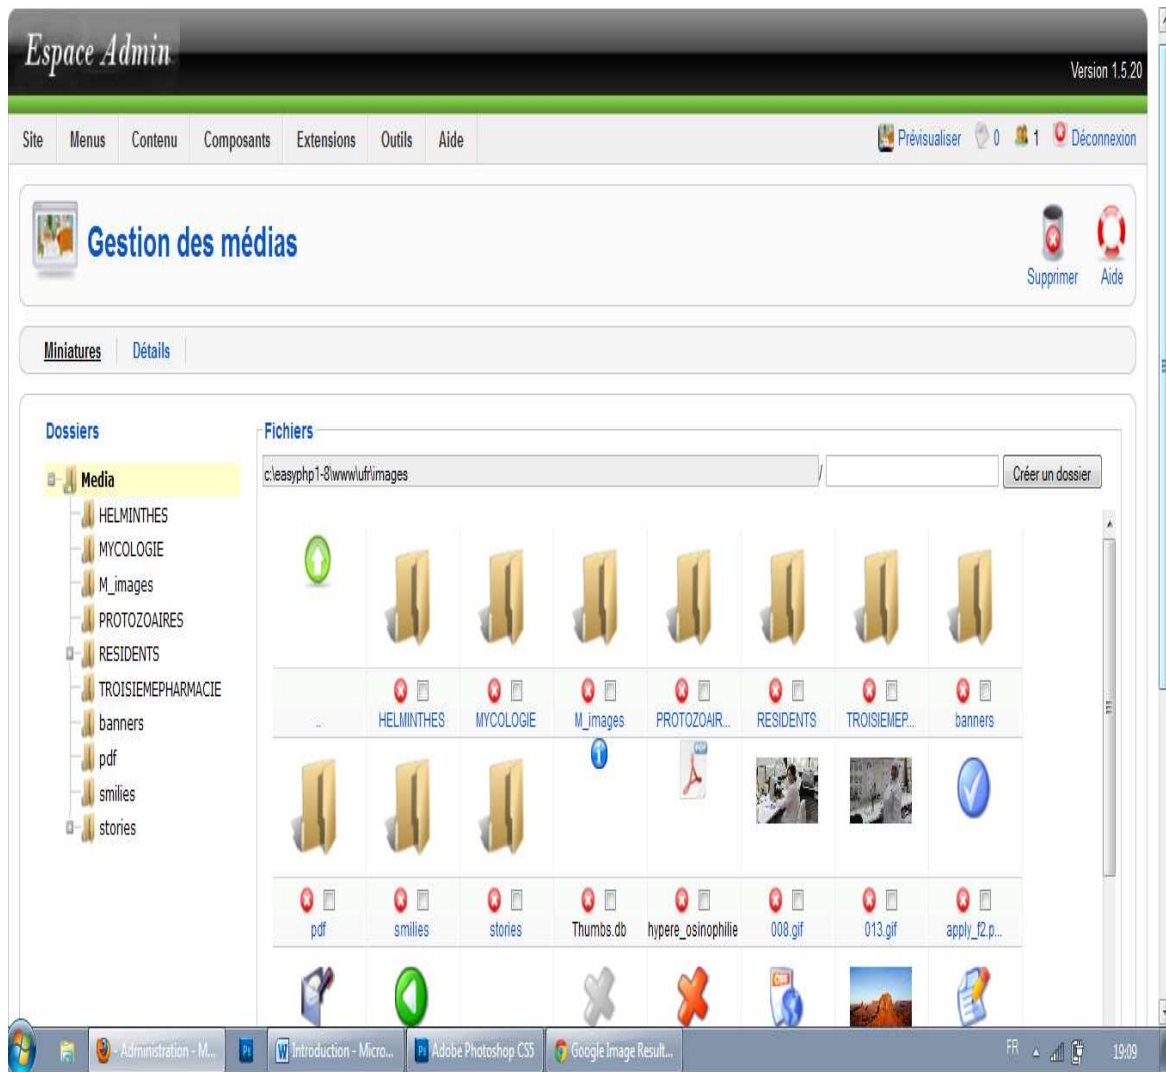 Espace Admin
Version 1.5.20
Site Menus Contenu Composants Extensions Outils Aide Prévisualiser 0 1 Déconnexion
Gestion des médias
Supprimer Aide
Miniatures Détails
Dossiers
Media
HELMINTHES
MYCOLOGIE
M_images
PROTOZOAIRES
RESIDENTS
TROISIEMEPHARMACIE
banners
pdf
smilies
stories
Fichiers
c:\easyphp1-8\www\ufr\images / Créer un dossier
.. HELMINTHES MYCOLOGIE M_images PROTOZOAIR... RESIDENTS TROISIEMEP... banners
pdf smilies stories Thumbs.db hypere_osinophilie 008.gif 013.gif apply_f2.p...
- Administration - M... Introduction - Micro... Adobe Photoshop CS5 Google Image Result... FR 19:09